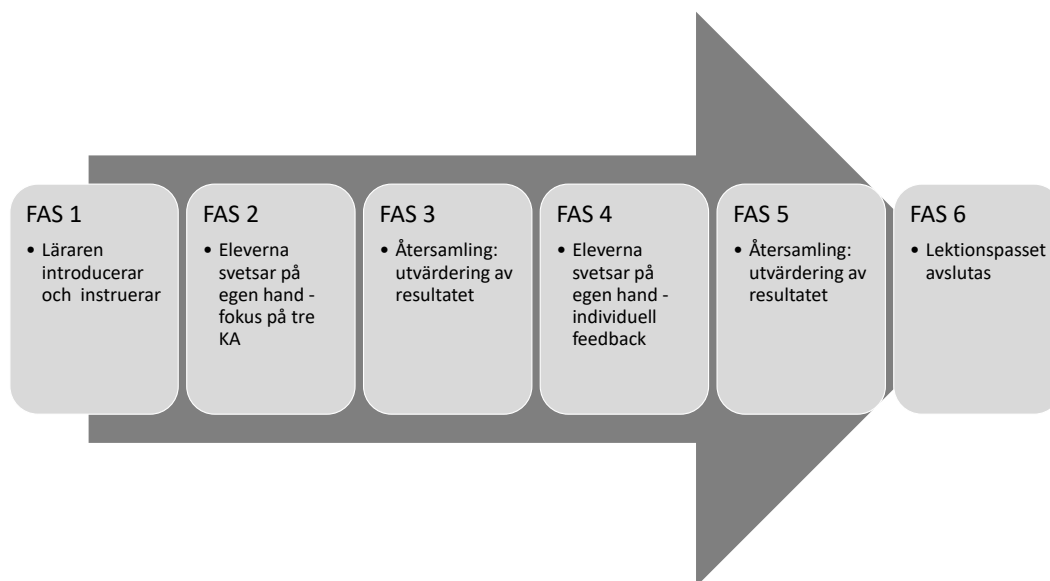 FAS 1
• Läraren
introducerar
och instruerar
FAS 2
• Eleverna
svetsar på
egen hand -
fokus på tre
KA
FAS 3
• Återsamling:
utvärdering av
resultatet
FAS 4
• Eleverna
svetsar på
egen hand -
individuell
feedback
FAS 5
• Återsamling:
utvärdering av
resultatet
FAS 6
• Lektionspasset
avslutas